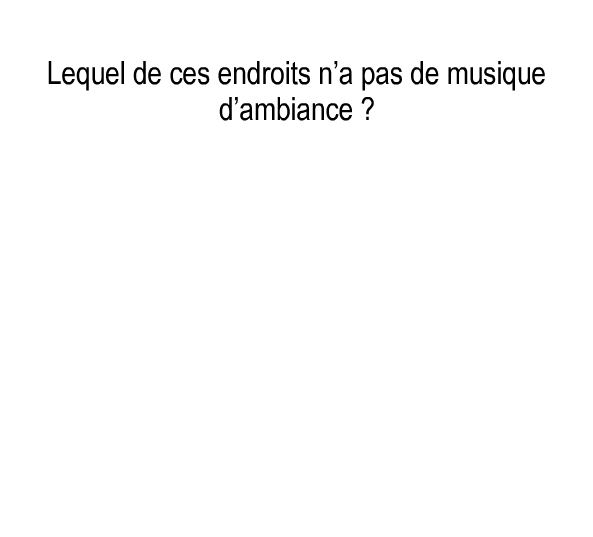 Lequel de ces endroits n’a pas de musique
d’ambiance ?